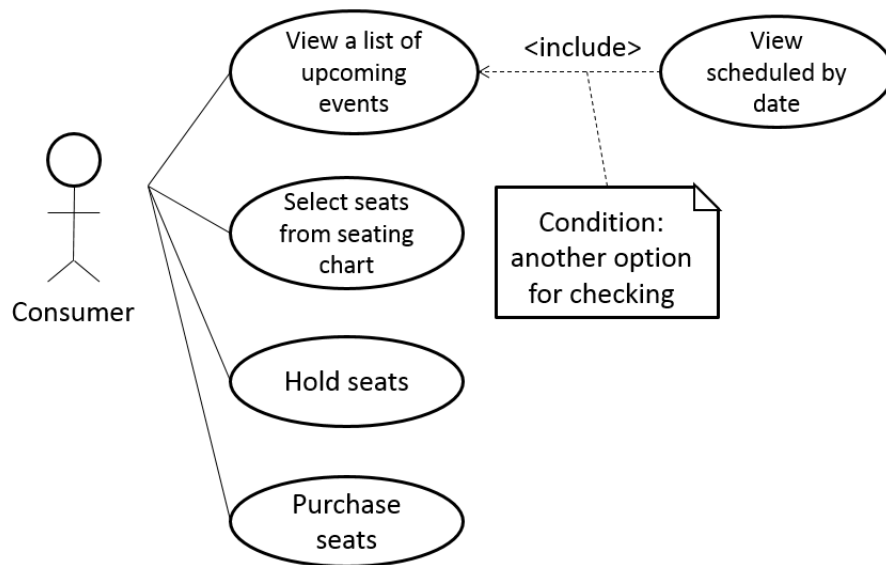 View a list of
upcoming
events
<include>
View
scheduled by
date
Select seats
from seating
chart
Condition:
another option
for checking
Consumer
Hold seats
Purchase
seats